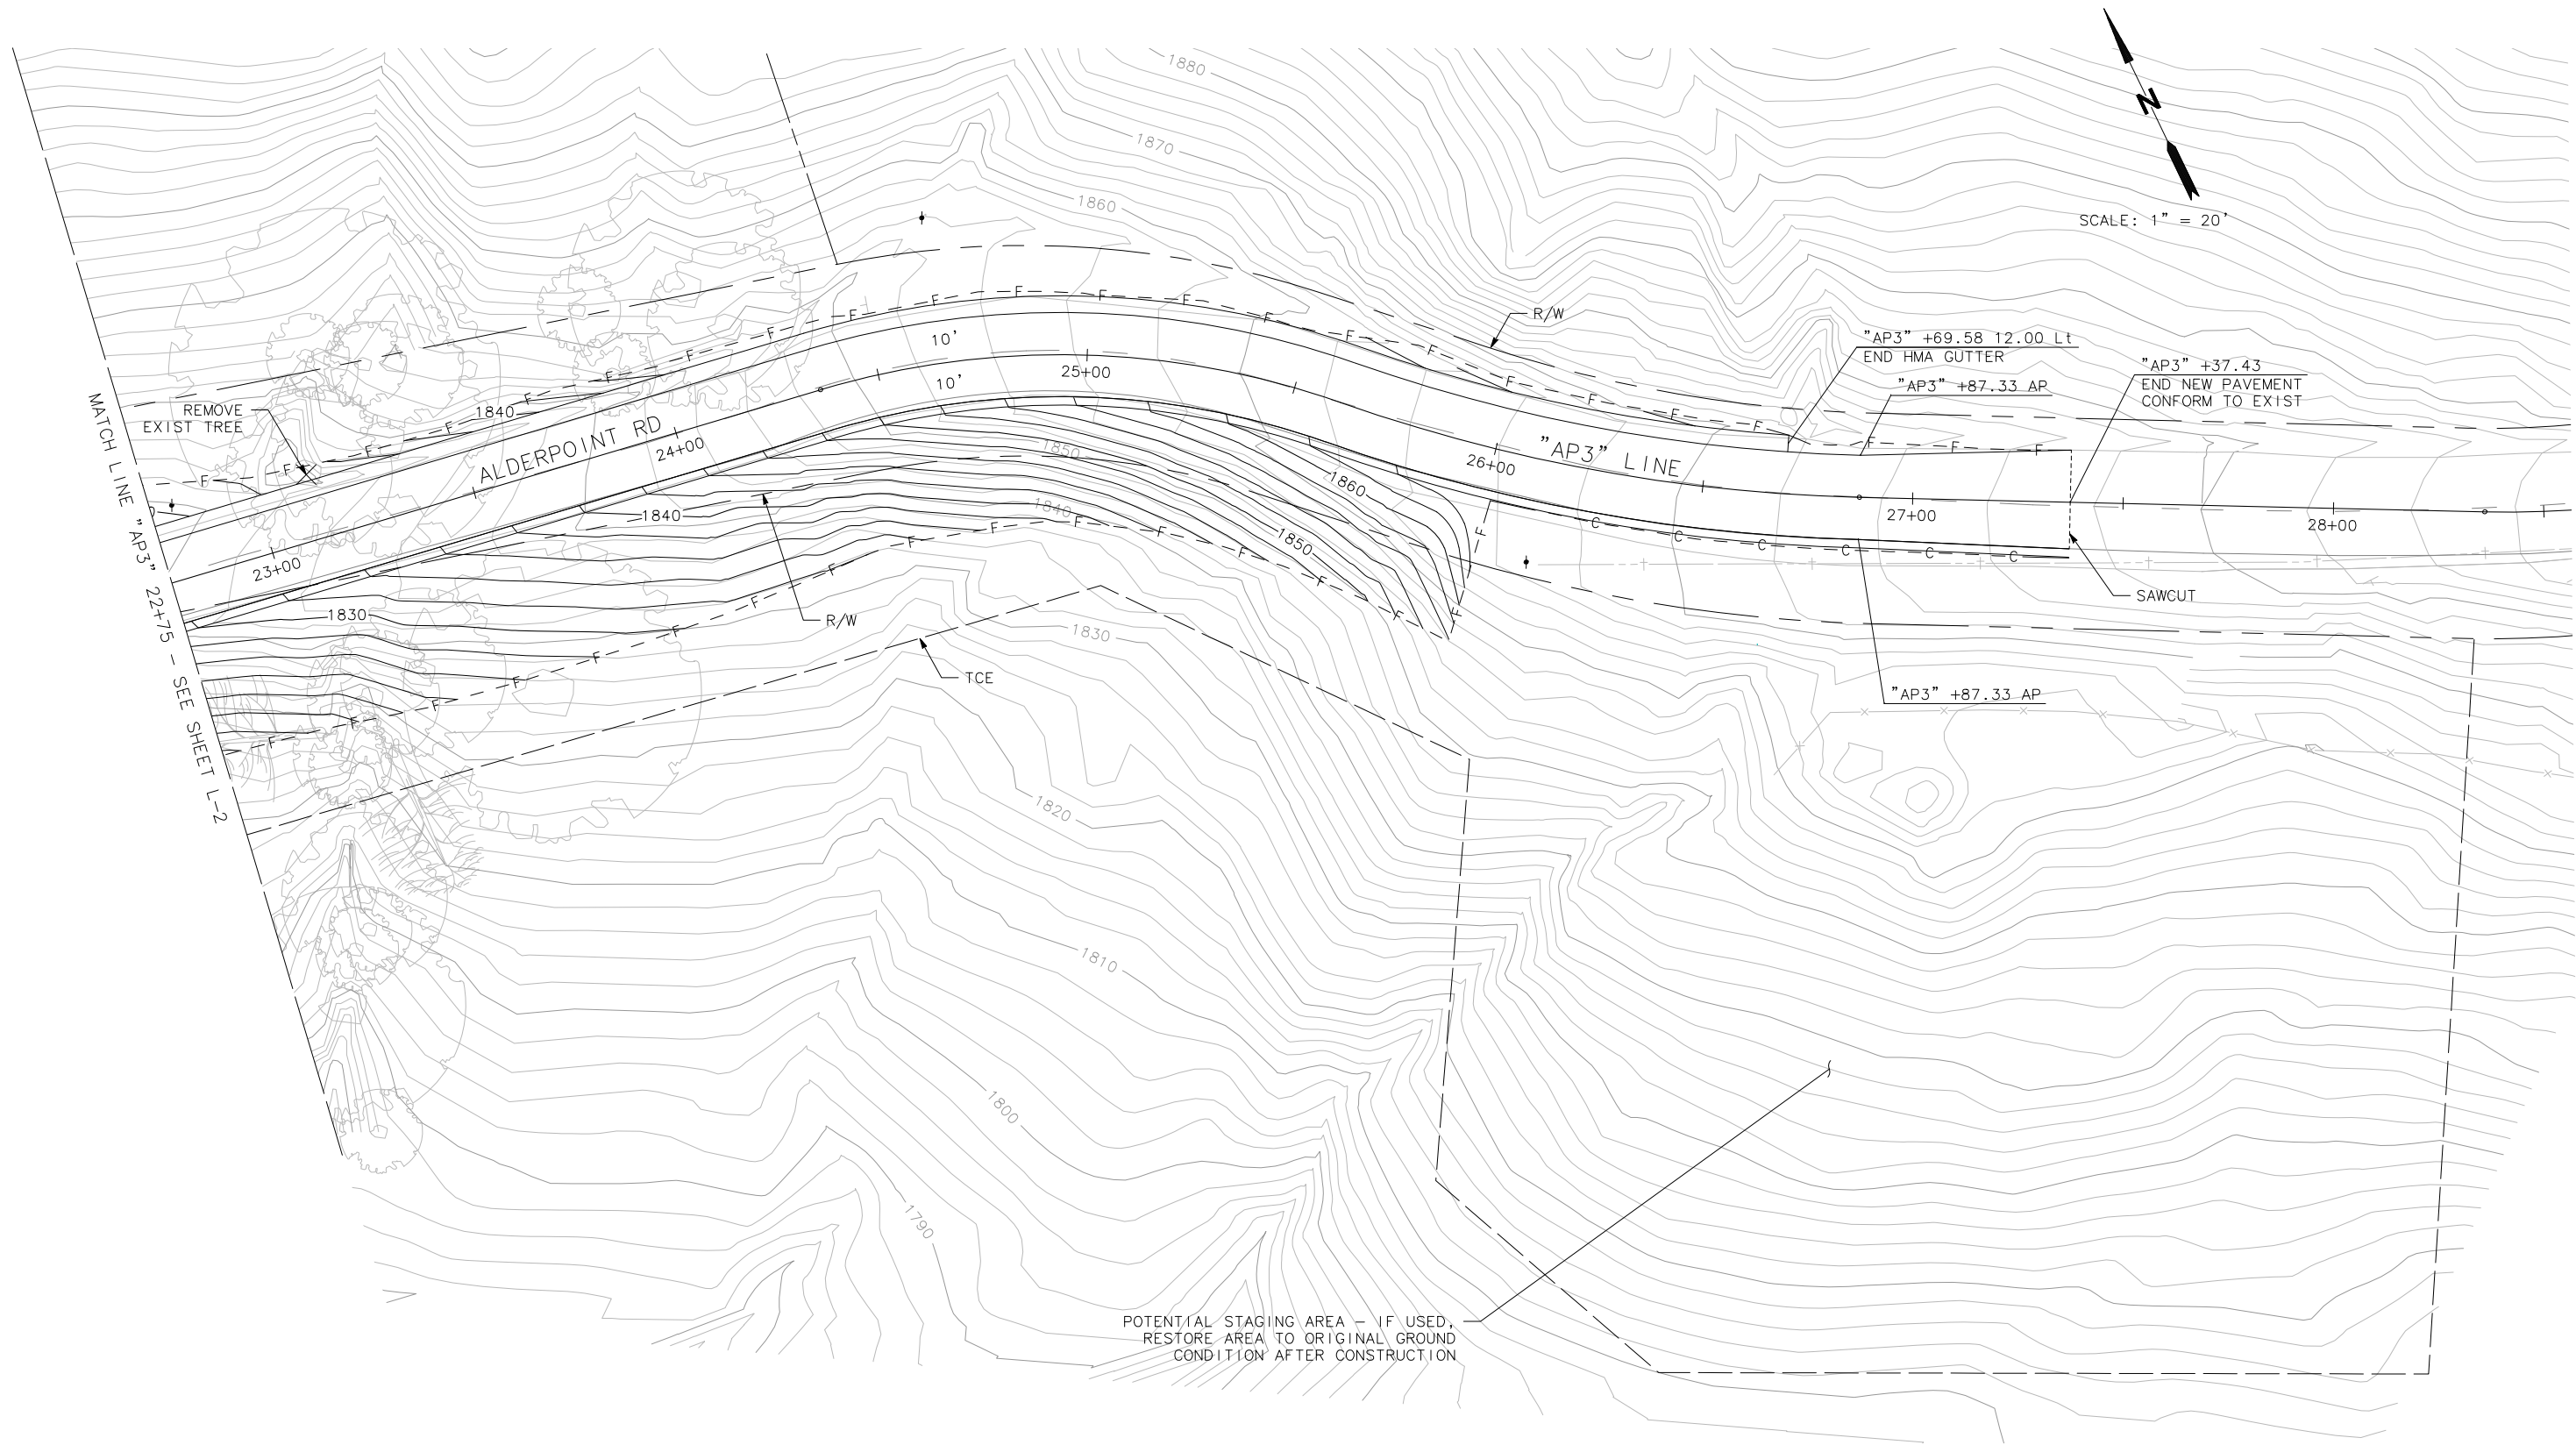 1880
N
SCALE: 1" = 20'
1870
1860
R/W
"AP3" +69.58 12.00 Lt
END HMA GUTTER
"AP3" +87.33 AP
"AP3" +37.43
END NEW PAVEMENT
CONFORM TO EXIST
F F F F F F F F F F F F F F F F F F F F F F
REMOVE
EXIST TREE
1840
10'
10'
25+00
ALDERPOINT RD
24+00
23+00
"AP3" LINE
26+00
27+00
28+00
1850
1860
1840
1840
1850
C C C C C C
SAWCUT
1830
R/W
1830
TCE
"AP3" +87.33 AP
F F F F F F F F F F F F F F F F F
MATCH LINE "AP3" 22+75 - SEE SHEET L-2
1820
1810
1800
1790
POTENTIAL STAGING AREA – IF USED,
RESTORE AREA TO ORIGINAL GROUND
CONDITION AFTER CONSTRUCTION